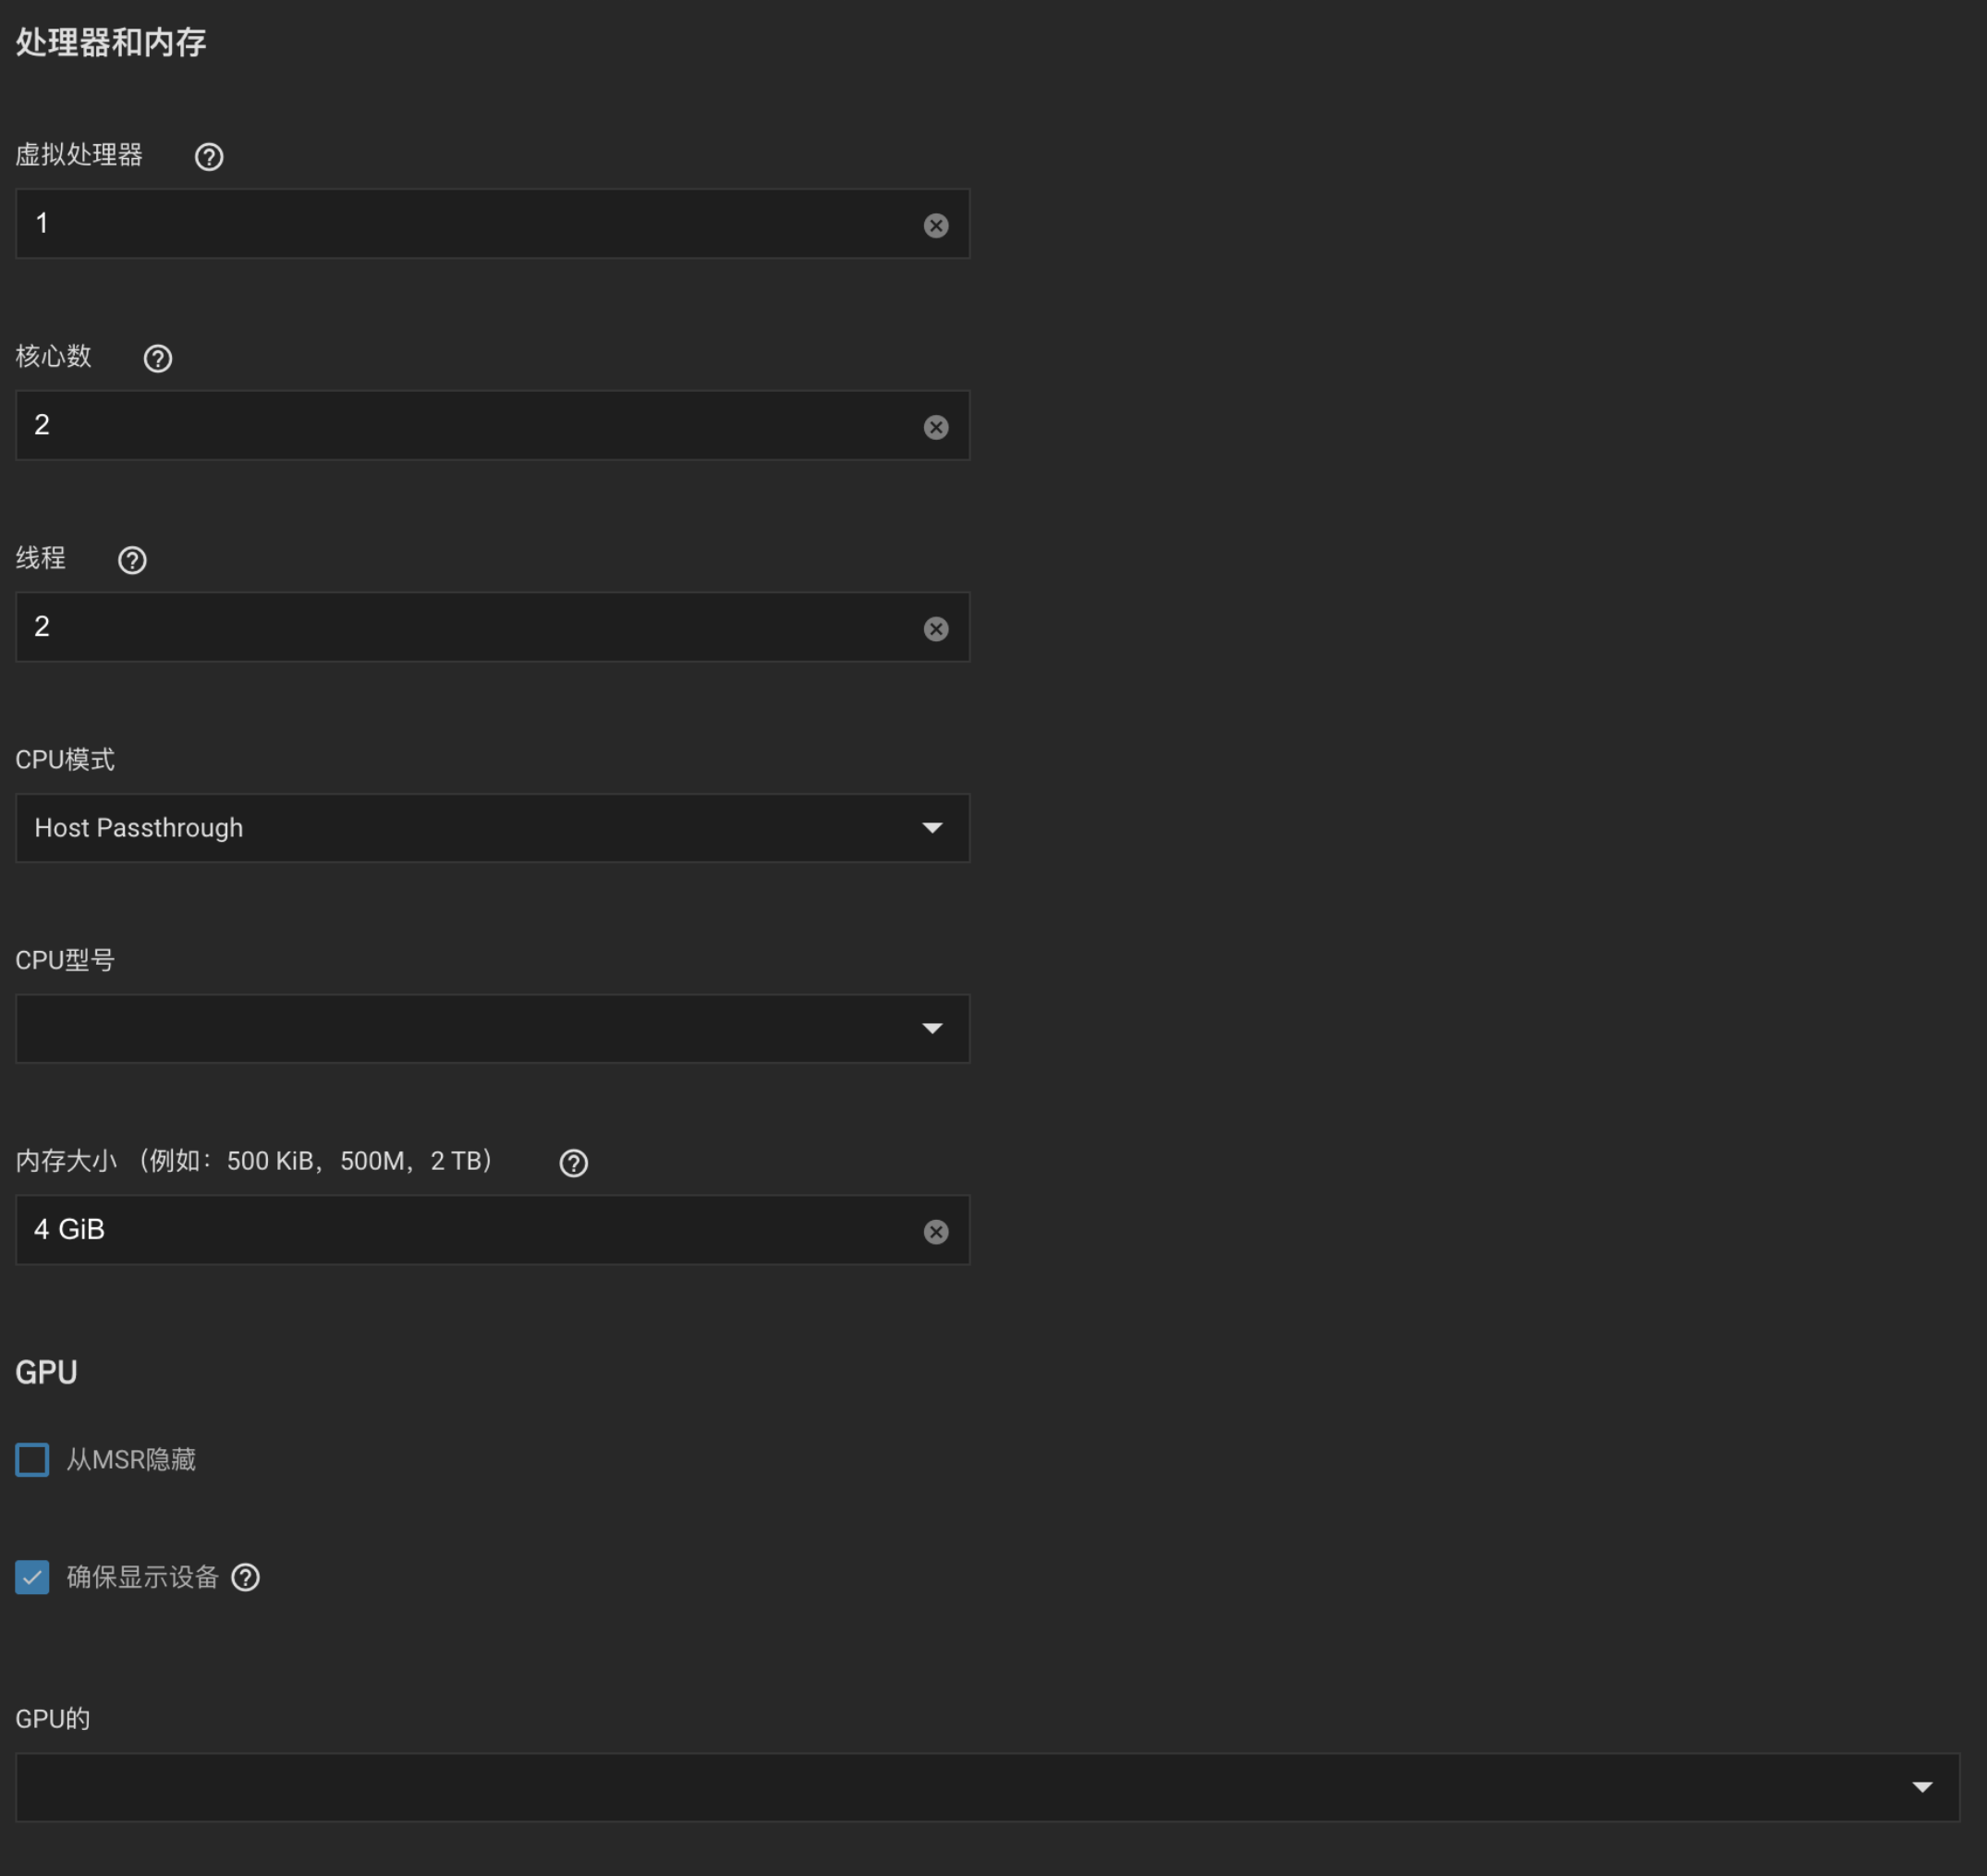 处理器和内存
虚拟处理器
1
核心数
2
线程
2
CPU模式
Host Passthrough
CPU型号
内存大小 （例如：500 KiB，500M，2 TB）
4 GiB
GPU
从MSR隐藏
确保显示设备
GPU的